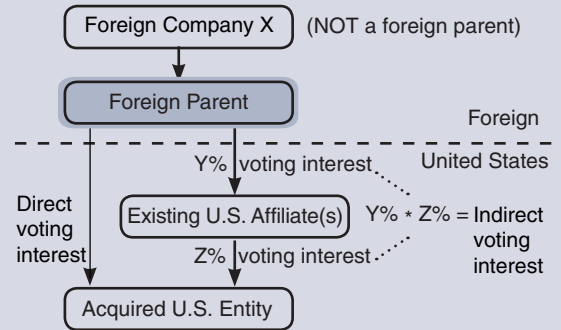 Foreign Company X (NOT a foreign parent)
Foreign Parent
Foreign
United States
Y% voting interest
Direct
voting
interest
Existing U.S. Affiliate(s)
Y% * Z% = Indirect
voting
interest
Z% voting interest
Acquired U.S. Entity